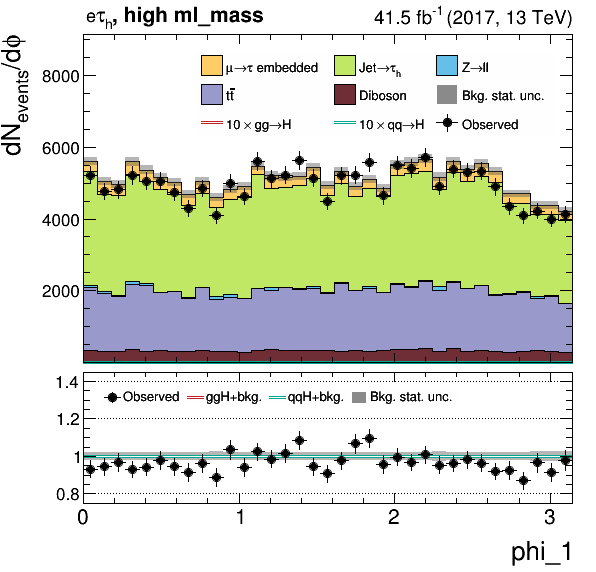 eτh, high ml_mass 41.5 fb⁻¹ (2017, 13 TeV)
dNevents/dϕ
8000
6000
4000
2000
μ→τ embedded Jet→τh Z→ll
tt̄ Diboson Bkg. stat. unc.
10 × gg→H 10 × qq→H Observed
1.4
1.2
1
0.8
Observed ggH+bkg. qqH+bkg. Bkg. stat. unc.
0 1 2 3
phi_1